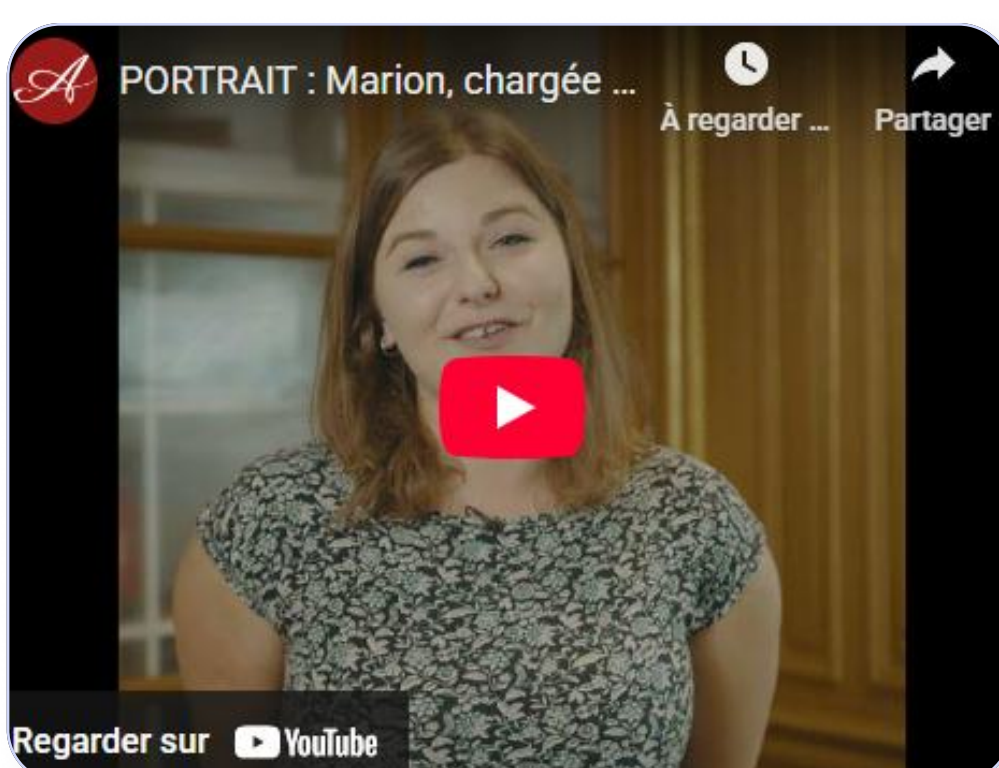 A
PORTRAIT : Marion, chargée ...
À regarder ...
Partager
Regarder sur YouTube